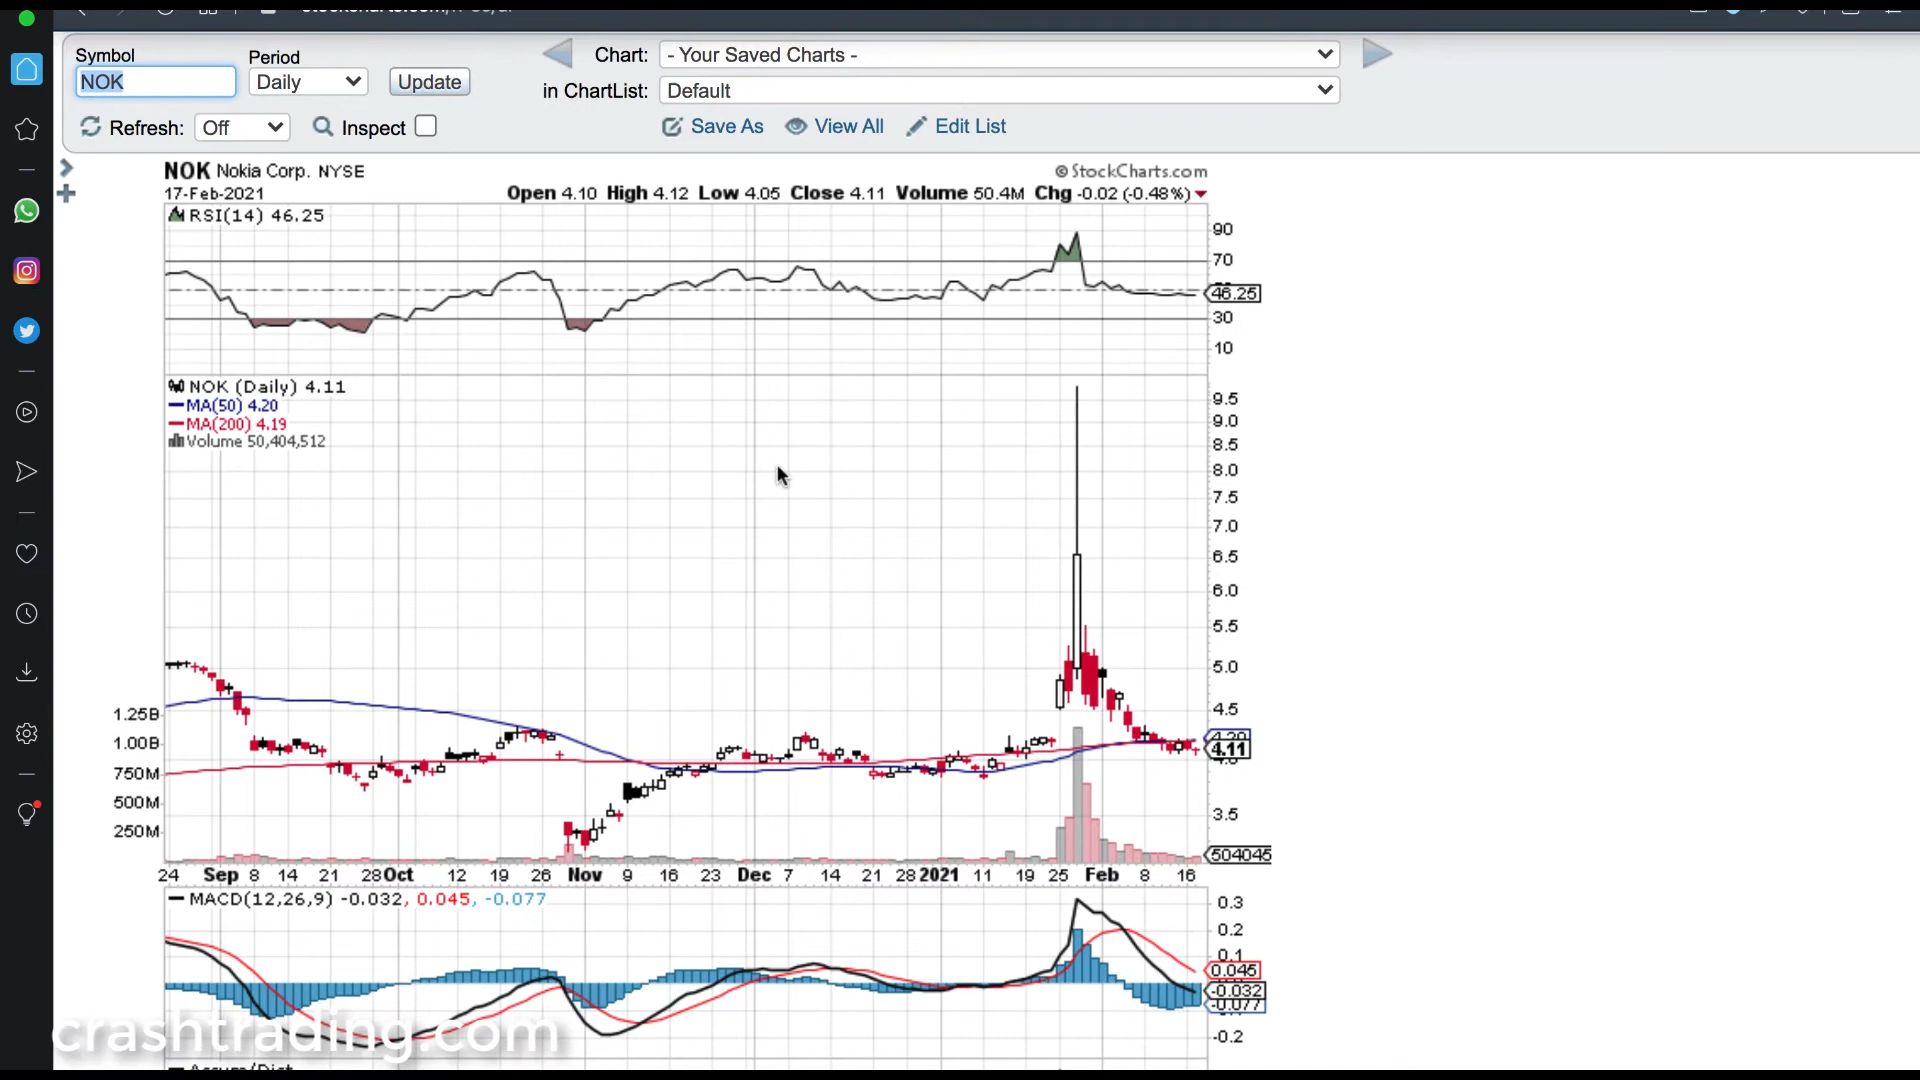 Symbol
Period
NOK
Daily
Update
Chart:
- Your Saved Charts -
in ChartList:
Default
Refresh:
Off
Inspect
Save As
View All
Edit List
NOK Nokia Corp. NYSE
© StockCharts.com
17-Feb-2021
Open 4.10 High 4.12 Low 4.05 Close 4.11 Volume 50.4M Chg -0.02 (-0.48%)
RSI(14) 46.25
90
70
46.25
30
10
NOK (Daily) 4.11
MA(50) 4.20
MA(200) 4.19
Volume 50,404,512
9.5
9.0
8.5
8.0
7.5
7.0
6.5
6.0
5.5
5.0
4.5
4.20
4.11
3.5
1.25B
1.00B
750M
500M
250M
504045
24 Sep 8 14 21 28 Oct 12 19 26 Nov 9 16 23 Dec 7 14 21 28 2021 11 19 25 Feb 8 16
MACD(12,26,9) -0.032, 0.045, -0.077
0.3
0.2
0.1
0.045
-0.032
-0.077
-0.2
crashtrading.com